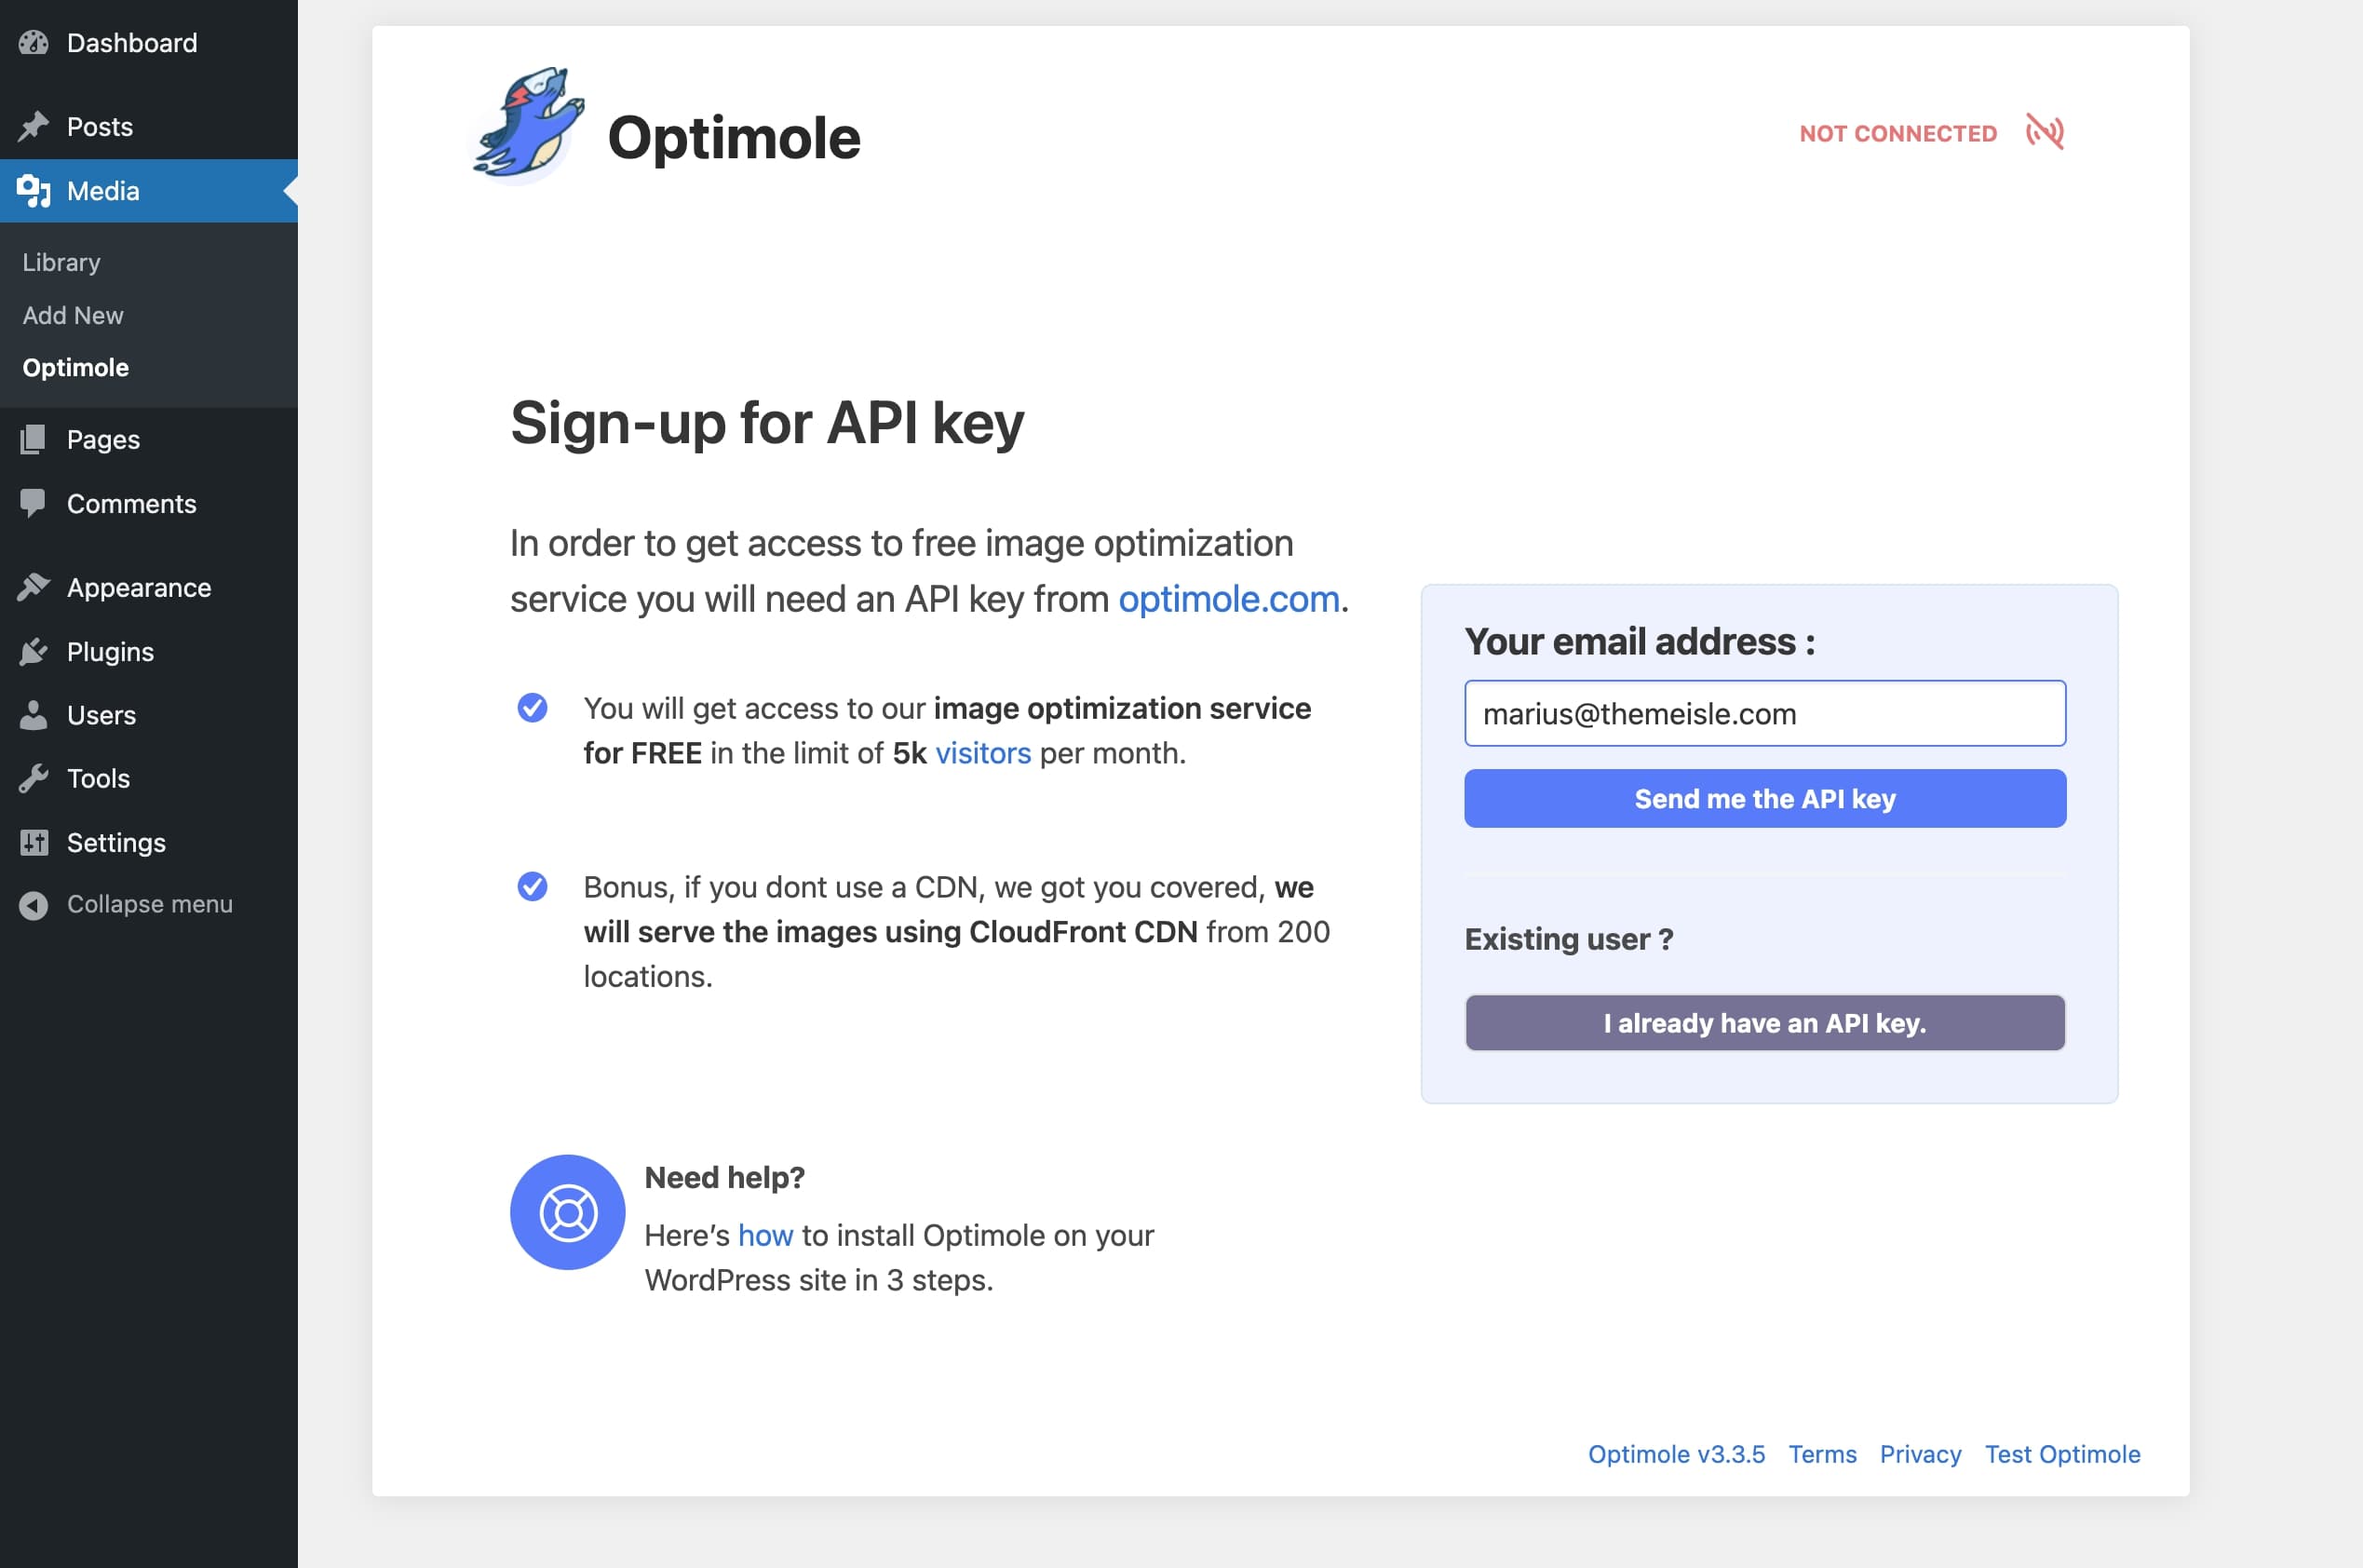 Dashboard
Posts
Media
Library
Add New
Optimole
Pages
Comments
Appearance
Plugins
Users
Tools
Settings
Collapse menu
Optimole
NOT CONNECTED
Sign-up for API key
In order to get access to free image optimization
service you will need an API key from optimole.com.
You will get access to our image optimization service
for FREE in the limit of 5k visitors per month.
Bonus, if you dont use a CDN, we got you covered, we
will serve the images using CloudFront CDN from 200
locations.
Your email address :
marius@themeisle.com
Send me the API key
Existing user ?
I already have an API key.
Need help?
Here’s how to install Optimole on your
WordPress site in 3 steps.
Optimole v3.3.5 Terms Privacy Test Optimole